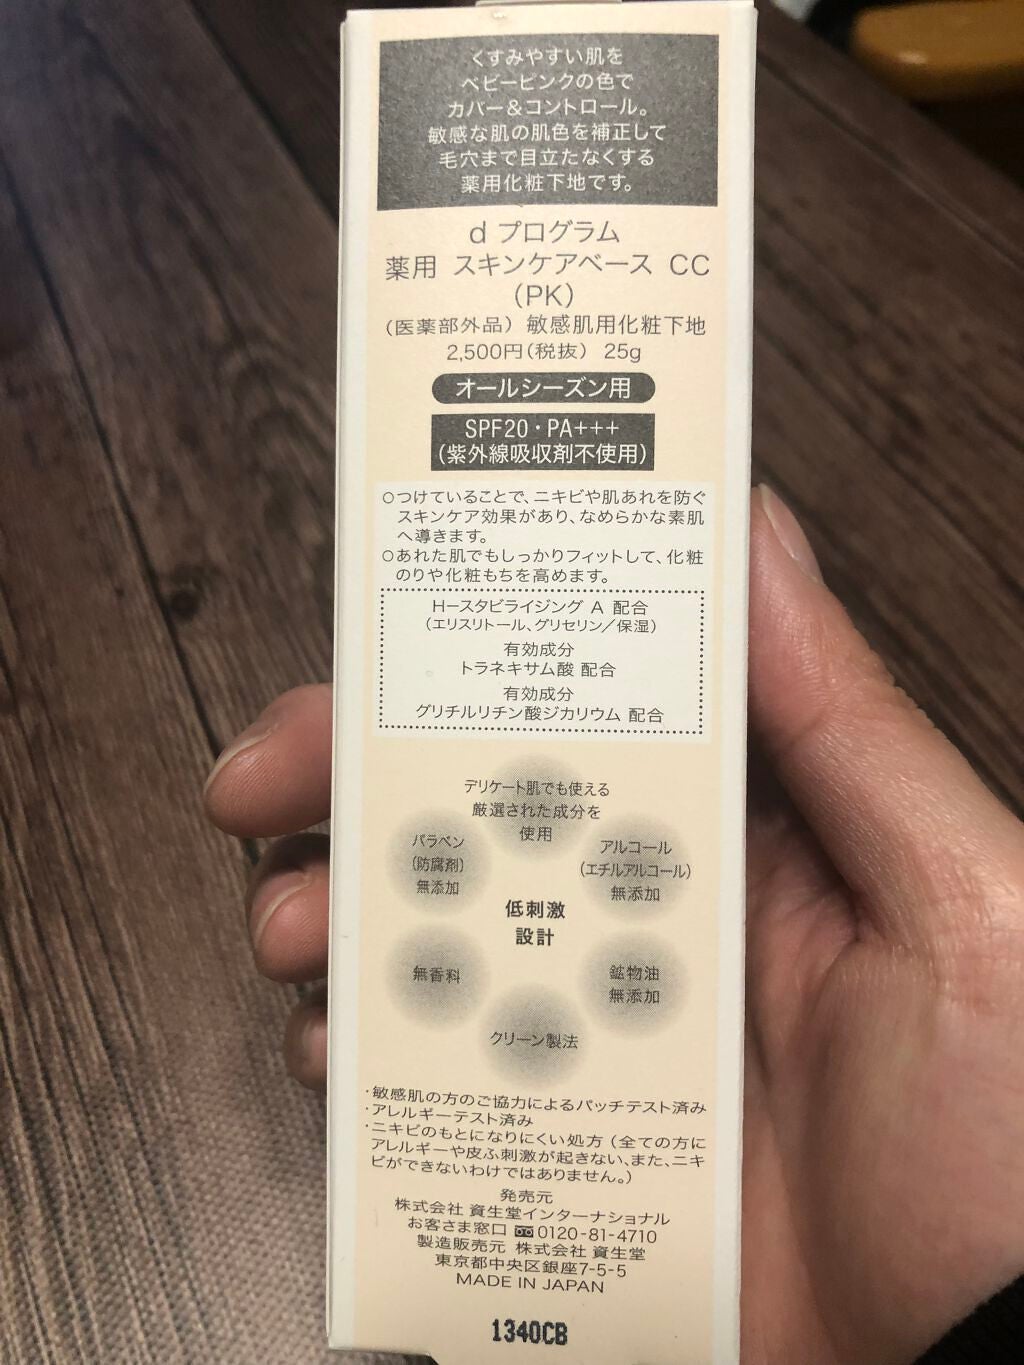 くすみやすい肌を
ベビーピンクの色で
カバー&コントロール。
敏感な肌の肌色を補正して
毛穴まで目立たなくする
薬用化粧下地です。
d プログラム
薬用 スキンケアベース CC
(PK)
(医薬部外品) 敏感肌用化粧下地
2,500円(税抜) 25g
オールシーズン用
SPF20・PA+++
(紫外線吸収剤不使用)
○つけていることで、ニキビや肌あれを防ぐ
スキンケア効果があり、なめらかな素肌
へ導きます。
○あれた肌でもしっかりフィットして、化粧
のりや化粧もちを高めます。
H-スタビライジング A 配合
(エリスリトール、グリセリン/保湿)
有効成分
トラネキサム酸 配合
有効成分
グリチルリチン酸ジカリウム 配合
デリケート肌でも使える
厳選された成分を
使用
パラベン
(防腐剤)
無添加
アルコール
(エチルアルコール)
無添加
低刺激
設計
無香料
鉱物油
無添加
クリーン製法
・敏感肌の方のご協力によるパッチテスト済み
・アレルギーテスト済み
・ニキビのもとになりにくい処方(全ての方に
アレルギーや皮ふ刺激が起きない、また、ニキ
ビができないわけではありません。)
発売元
株式会社 資生堂インターナショナル
お客さま窓口 0120-81-4710
製造販売元 株式会社 資生堂
東京都中央区銀座7-5-5
MADE IN JAPAN
1340CB